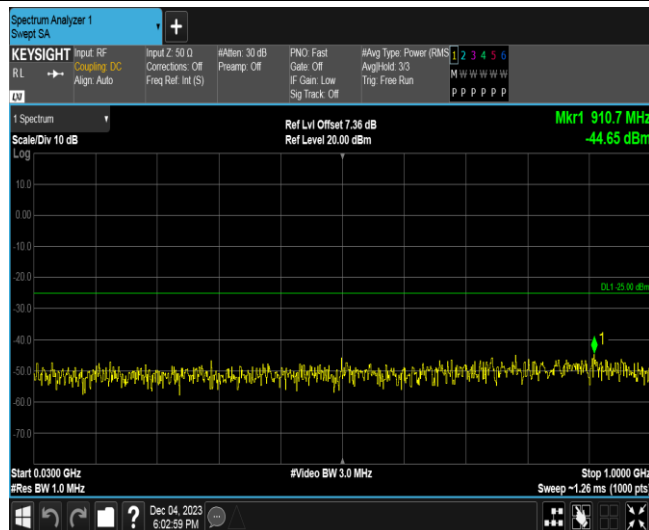 Spectrum Analyzer 1
Swept SA
+
KEYSIGHT
RL
LXI
Input: RF
Coupling: DC
Align: Auto
Input Z: 50 Ω
Corrections: Off
Freq Ref: Int (S)
#Atten: 30 dB
Preamp: Off
PNO: Fast
Gate: Off
IF Gain: Low
Sig Track: Off
#Avg Type: Power (RMS
Avg|Hold: 3/3
Trig: Free Run
1 2 3 4 5 6
M W W W W W
P P P P P P
1 Spectrum
Scale/Div 10 dB
Log
Ref Lvl Offset 7.36 dB
Ref Level 20.00 dBm
Mkr1 910.7 MHz
-44.65 dBm
10.0
0.00
-10.0
-20.0
DL1 -25.00 dBm
-30.0
-40.0
1
-50.0
-60.0
-70.0
Start 0.0300 GHz
#Res BW 1.0 MHz
#Video BW 3.0 MHz
Stop 1.0000 GHz
Sweep ~1.26 ms (1000 pts)
?
Dec 04, 2023
6:02:59 PM